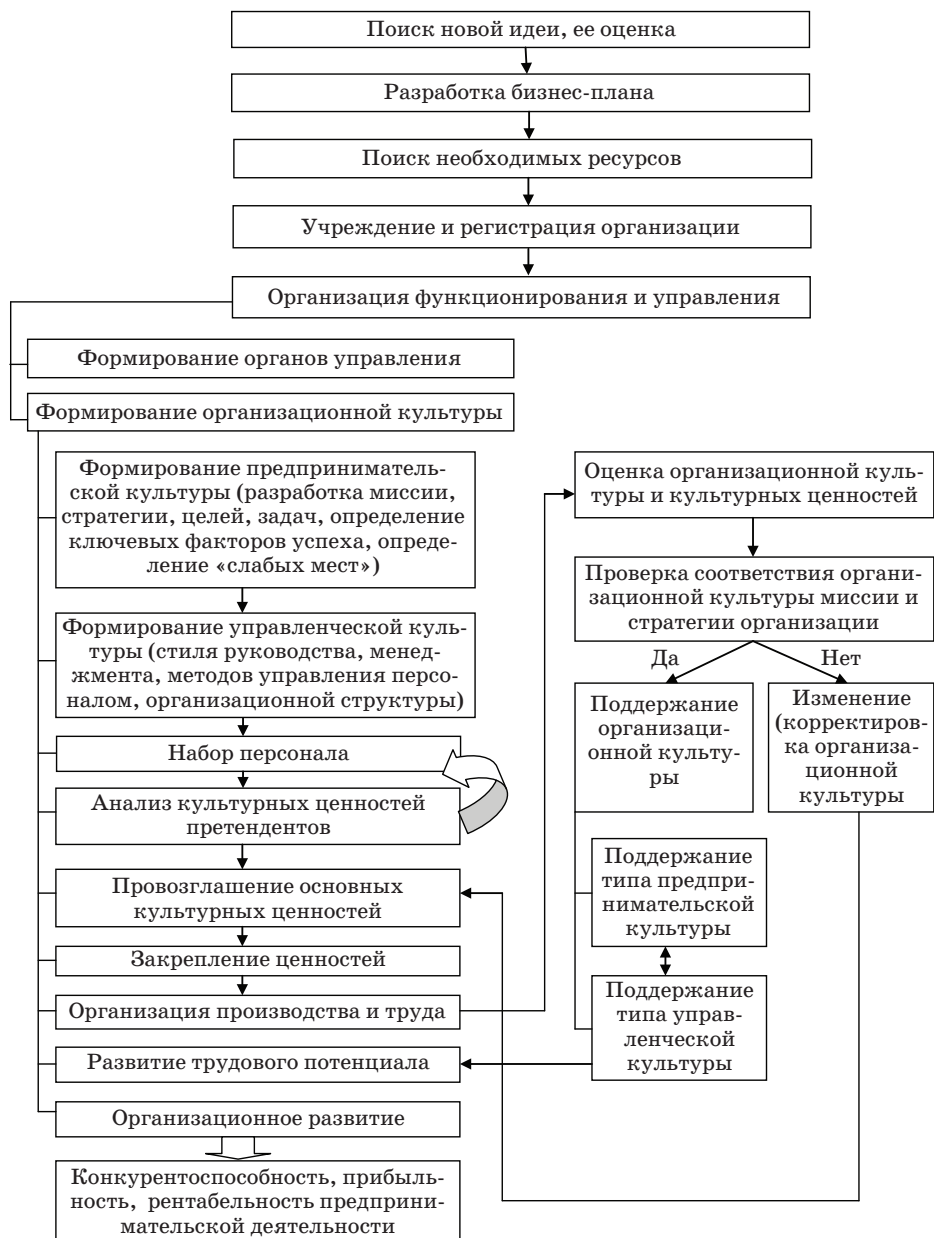 Поиск новой идеи, ее оценка
Разработка бизнес-плана
Поиск необходимых ресурсов
Учреждение и регистрация организации
Организация функционирования и управления
Формирование органов управления
Формирование организационной культуры
Формирование предприниматель-
ской культуры (разработка миссии,
стратегии, целей, задач, определение
ключевых факторов успеха, опреде-
ление «слабых мест»)
Формирование управленческой куль-
туры (стиля руководства, менед-
жмента, методов управления персо-
налом, организационной структуры)
Набор персонала
Анализ культурных ценностей
претендентов
Провозглашение основных
культурных ценностей
Закрепление ценностей
Организация производства и труда
Развитие трудового потенциала
Организационное развитие
Конкурентоспособность, прибыль-
ность, рентабельность предприни-
мательской деятельности
Оценка организационной куль-
туры и культурных ценностей
Проверка соответствия органи-
зационной культуры миссии и
стратегии организации
Да
Нет
Поддержание
организаци-
онной культу-
ры
Изменение
(корректиров-
ка организа-
ционной
культуры
Поддержание
типа предпри-
нимательской
культуры
Поддержание
типа управ-
ленческой
культуры